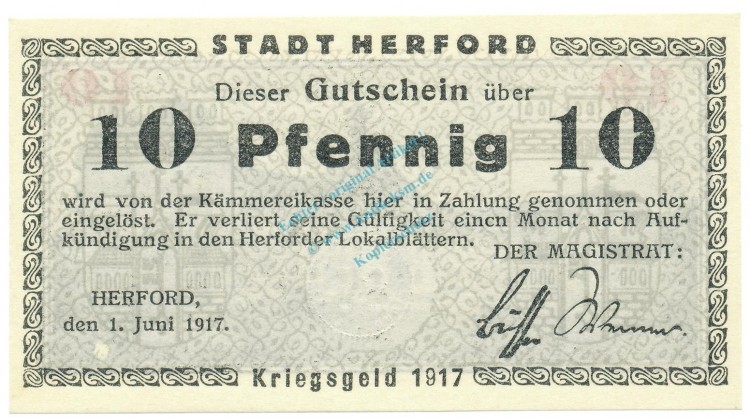 STADT HERFORD
Dieser Gutschein über
10 Pfennig 10
wird von der Kämmereikasse hier in Zahlung genommen oder
eingelöst. Er verliert seine Gültigkeit einen Monat nach Auf-
kündigung in den Herforder Lokalblättern.
DER MAGISTRAT:
HERFORD,
den 1. Juni 1917.
Kriegsgeld 1917